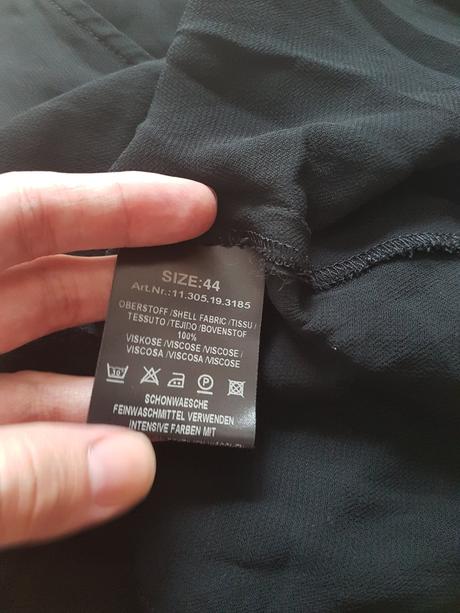 SIZE:44
Art.Nr.:11.305.19.3185
OBERSTOFF /SHELL FABRIC /TISSU /
TESSUTO /TEJIDO /BOVENSTOF
100%
VISKOSE /VISCOSE /VISCOSE /
VISCOSA /VISCOSA /VISCOSE
30°
P
SCHONWAESCHE
FEINWASCHMITTEL VERWENDEN
INTENSIVE FARBEN MIT